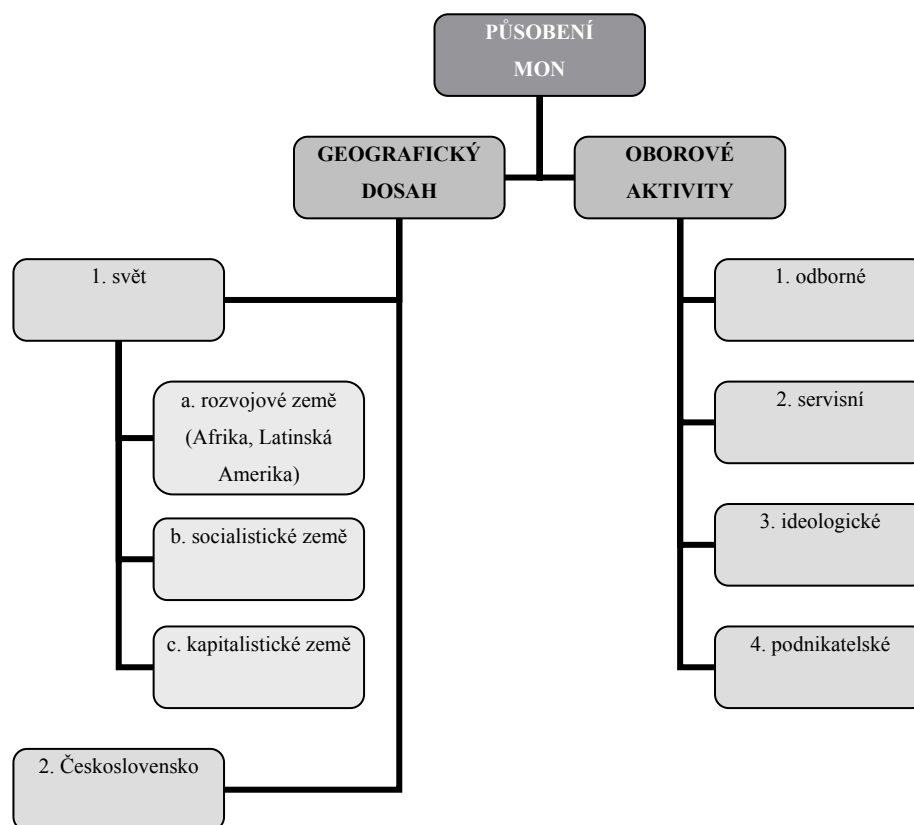 PŮSOBENÍ
MON
GEOGRAFICKÝ
DOSAH
OBOROVÉ
AKTIVITY
1. svět
a. rozvojové země
(Afrika, Latinská
Amerika)
b. socialistické země
c. kapitalistické země
2. Československo
1. odborné
2. servisní
3. ideologické
4. podnikatelské